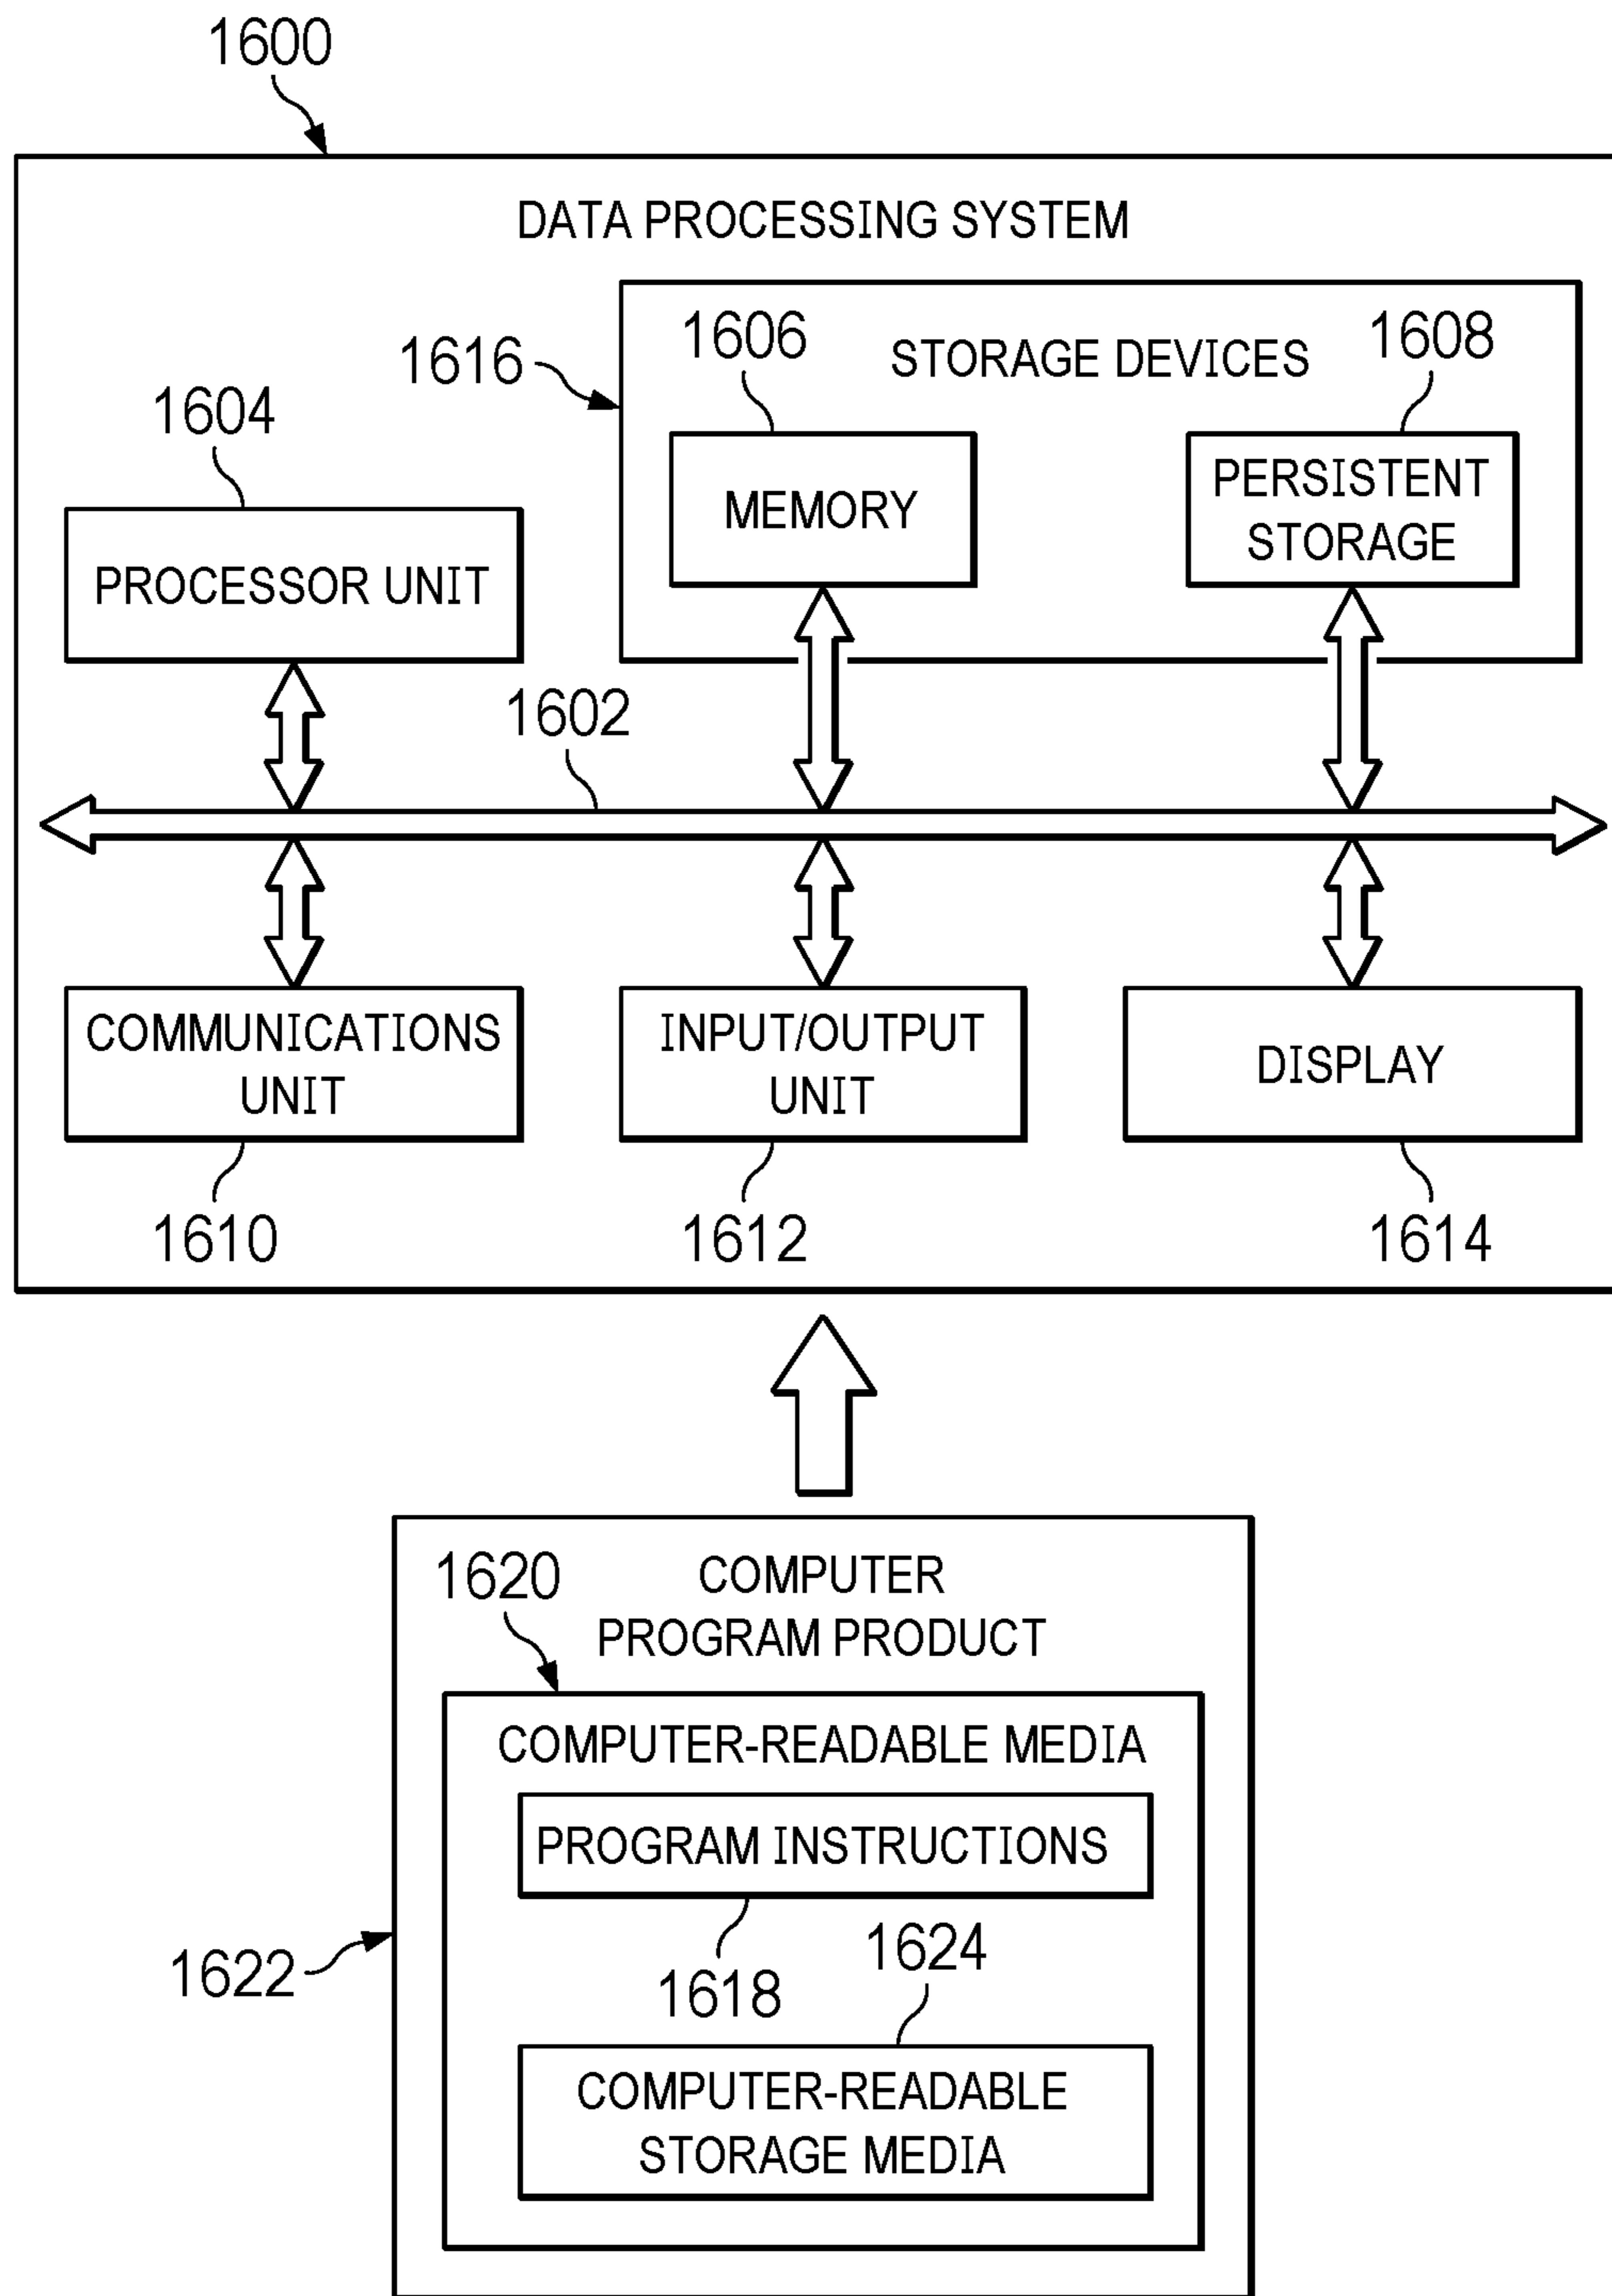 1600
DATA PROCESSING SYSTEM
1616
1606
STORAGE DEVICES
1608
1604
MEMORY
PERSISTENT
STORAGE
PROCESSOR UNIT
1602
COMMUNICATIONS
UNIT
INPUT/OUTPUT
UNIT
DISPLAY
1610
1612
1614
1620
COMPUTER
PROGRAM PRODUCT
COMPUTER-READABLE MEDIA
PROGRAM INSTRUCTIONS
1622
1618
1624
COMPUTER-READABLE
STORAGE MEDIA